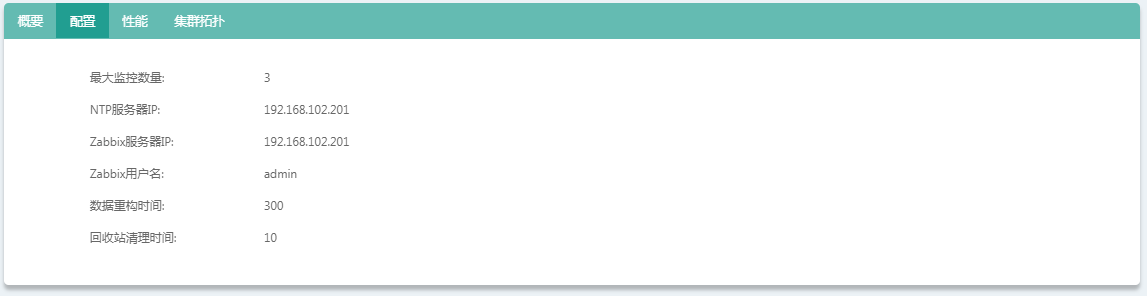 概要 配置 性能 集群拓扑
最大监控数量: 3
NTP服务器IP: 192.168.102.201
Zabbix服务器IP: 192.168.102.201
Zabbix用户名: admin
数据重构时间: 300
回收站清理时间: 10